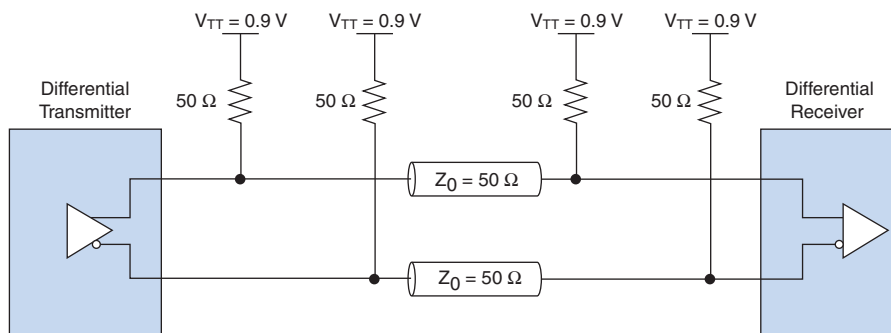 V_TT = 0.9 V V_TT = 0.9 V V_TT = 0.9 V V_TT = 0.9 V
Differential
Transmitter
50 Ω 50 Ω 50 Ω 50 Ω
Differential
Receiver
Z_0 = 50 Ω
Z_0 = 50 Ω